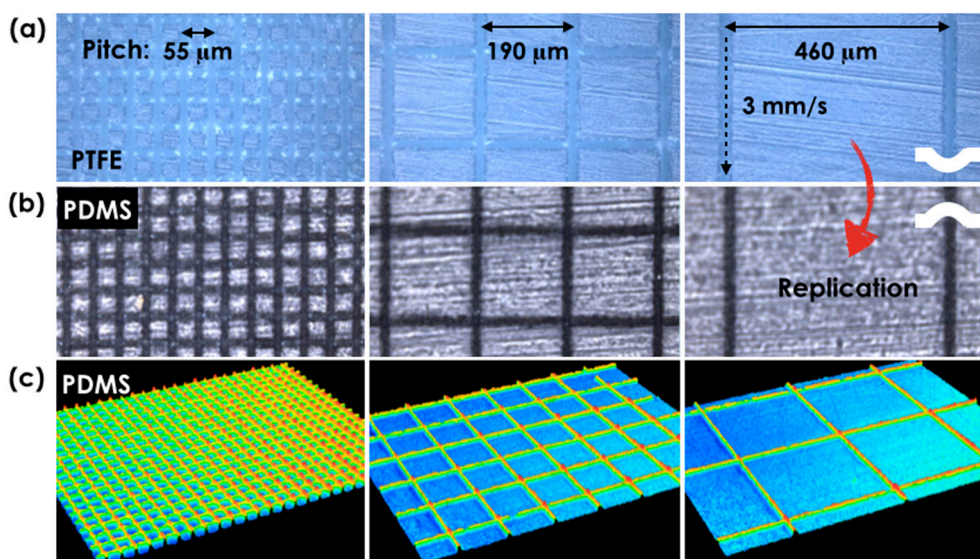 (a)
Pitch: 55 μm
190 μm
460 μm
3 mm/s
PTFE
(b)
PDMS
Replication
(c)
PDMS